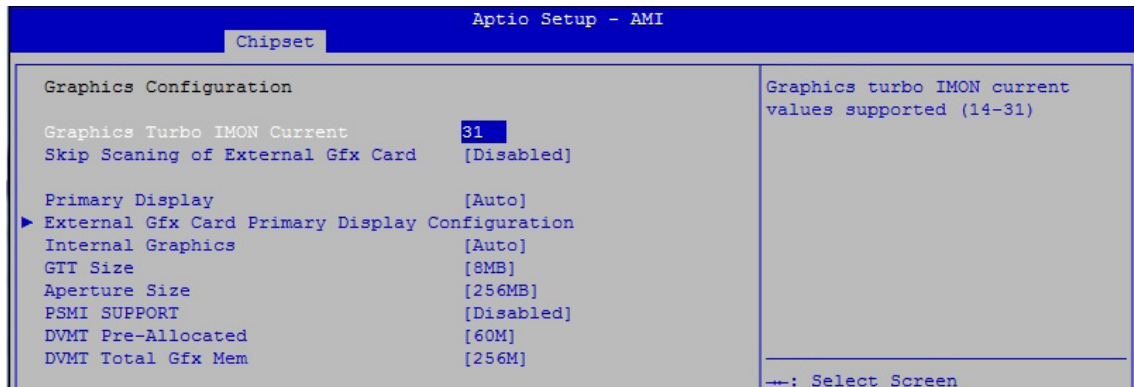 Aptio Setup - AMI
Chipset
Graphics Configuration
Graphics Turbo IMON Current 31
Skip Scaning of External Gfx Card [Disabled]
Primary Display [Auto]
► External Gfx Card Primary Display Configuration
Internal Graphics [Auto]
GTT Size [8MB]
Aperture Size [256MB]
PSMI SUPPORT [Disabled]
DVMT Pre-Allocated [60M]
DVMT Total Gfx Mem [256M]
Graphics turbo IMON current
values supported (14-31)
→←: Select Screen